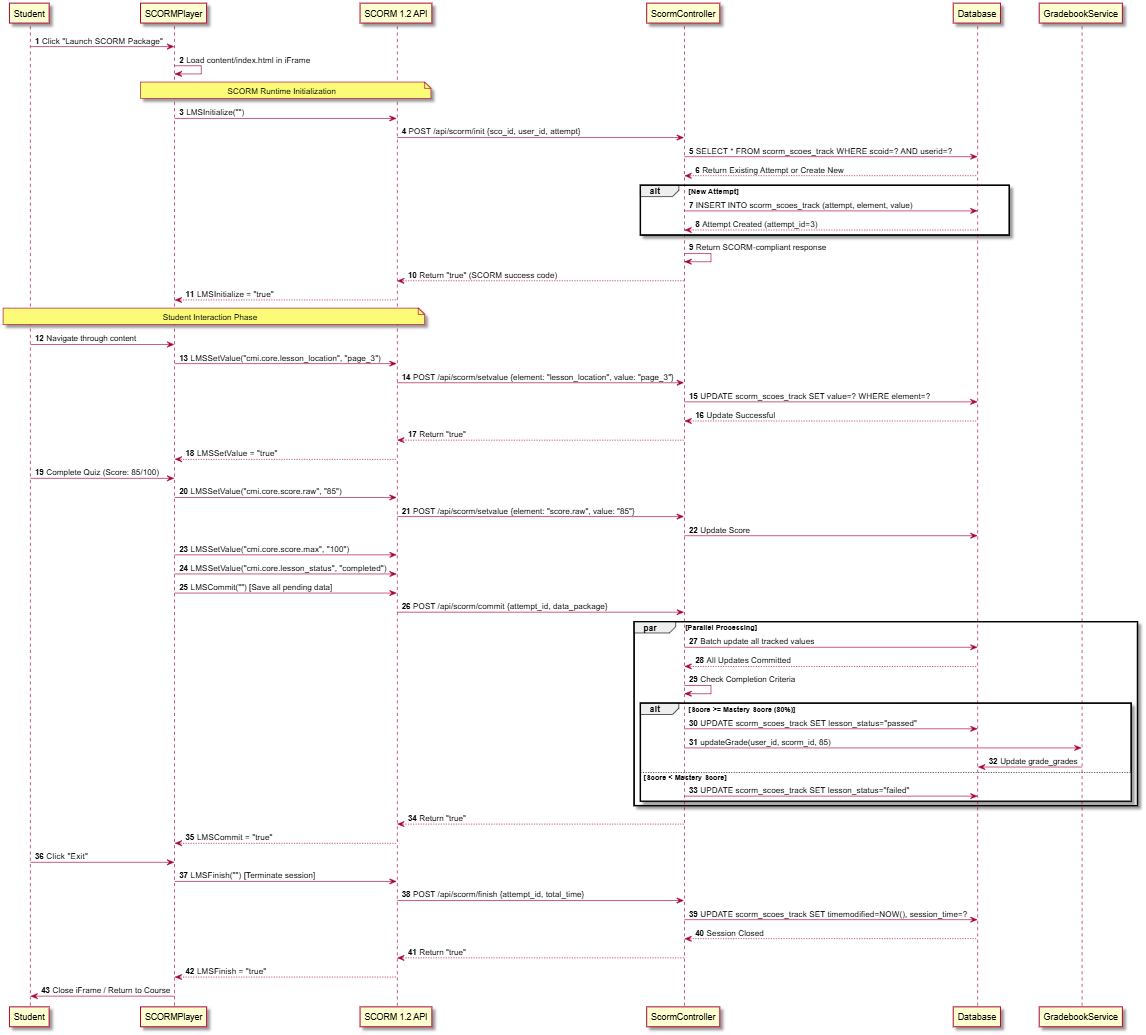 Student
SCORMPlayer
SCORM 1.2 API
ScormController
Database
GradebookService
1 Click "Launch SCORM Package"
2 Load content/index.html in iFrame
SCORM Runtime Initialization
3 LMSInitialize("")
4 POST /api/scorm/init {sco_id, user_id, attempt}
5 SELECT * FROM scorm_scoes_track WHERE scoid=? AND userid=?
6 Return Existing Attempt or Create New
alt [New Attempt]
7 INSERT INTO scorm_scoes_track (attempt, element, value)
8 Attempt Created (attempt_id=3)
9 Return SCORM-compliant response
10 Return "true" (SCORM success code)
11 LMSInitialize = "true"
Student Interaction Phase
12 Navigate through content
13 LMSSetValue("cmi.core.lesson_location", "page_3")
14 POST /api/scorm/setvalue {element: "lesson_location", value: "page_3"}
15 UPDATE scorm_scoes_track SET value=? WHERE element=?
16 Update Successful
17 Return "true"
18 LMSSetValue = "true"
19 Complete Quiz (Score: 85/100)
20 LMSSetValue("cmi.core.score.raw", "85")
21 POST /api/scorm/setvalue {element: "score.raw", value: "85"}
22 Update Score
23 LMSSetValue("cmi.core.score.max", "100")
24 LMSSetValue("cmi.core.lesson_status", "completed")
25 LMSCommit("") [Save all pending data]
26 POST /api/scorm/commit {attempt_id, data_package}
par [Parallel Processing]
27 Batch update all tracked values
28 All Updates Committed
29 Check Completion Criteria
alt [Score >= Mastery Score (80%)]
30 UPDATE scorm_scoes_track SET lesson_status="passed"
31 updateGrade(user_id, scorm_id, 85)
32 Update grade_grades
[Score < Mastery Score]
33 UPDATE scorm_scoes_track SET lesson_status="failed"
34 Return "true"
35 LMSCommit = "true"
36 Click "Exit"
37 LMSFinish("") [Terminate session]
38 POST /api/scorm/finish {attempt_id, total_time}
39 UPDATE scorm_scoes_track SET timemodified=NOW(), session_time=?
40 Session Closed
41 Return "true"
42 LMSFinish = "true"
43 Close iFrame / Return to Course
Student
SCORMPlayer
SCORM 1.2 API
ScormController
Database
GradebookService